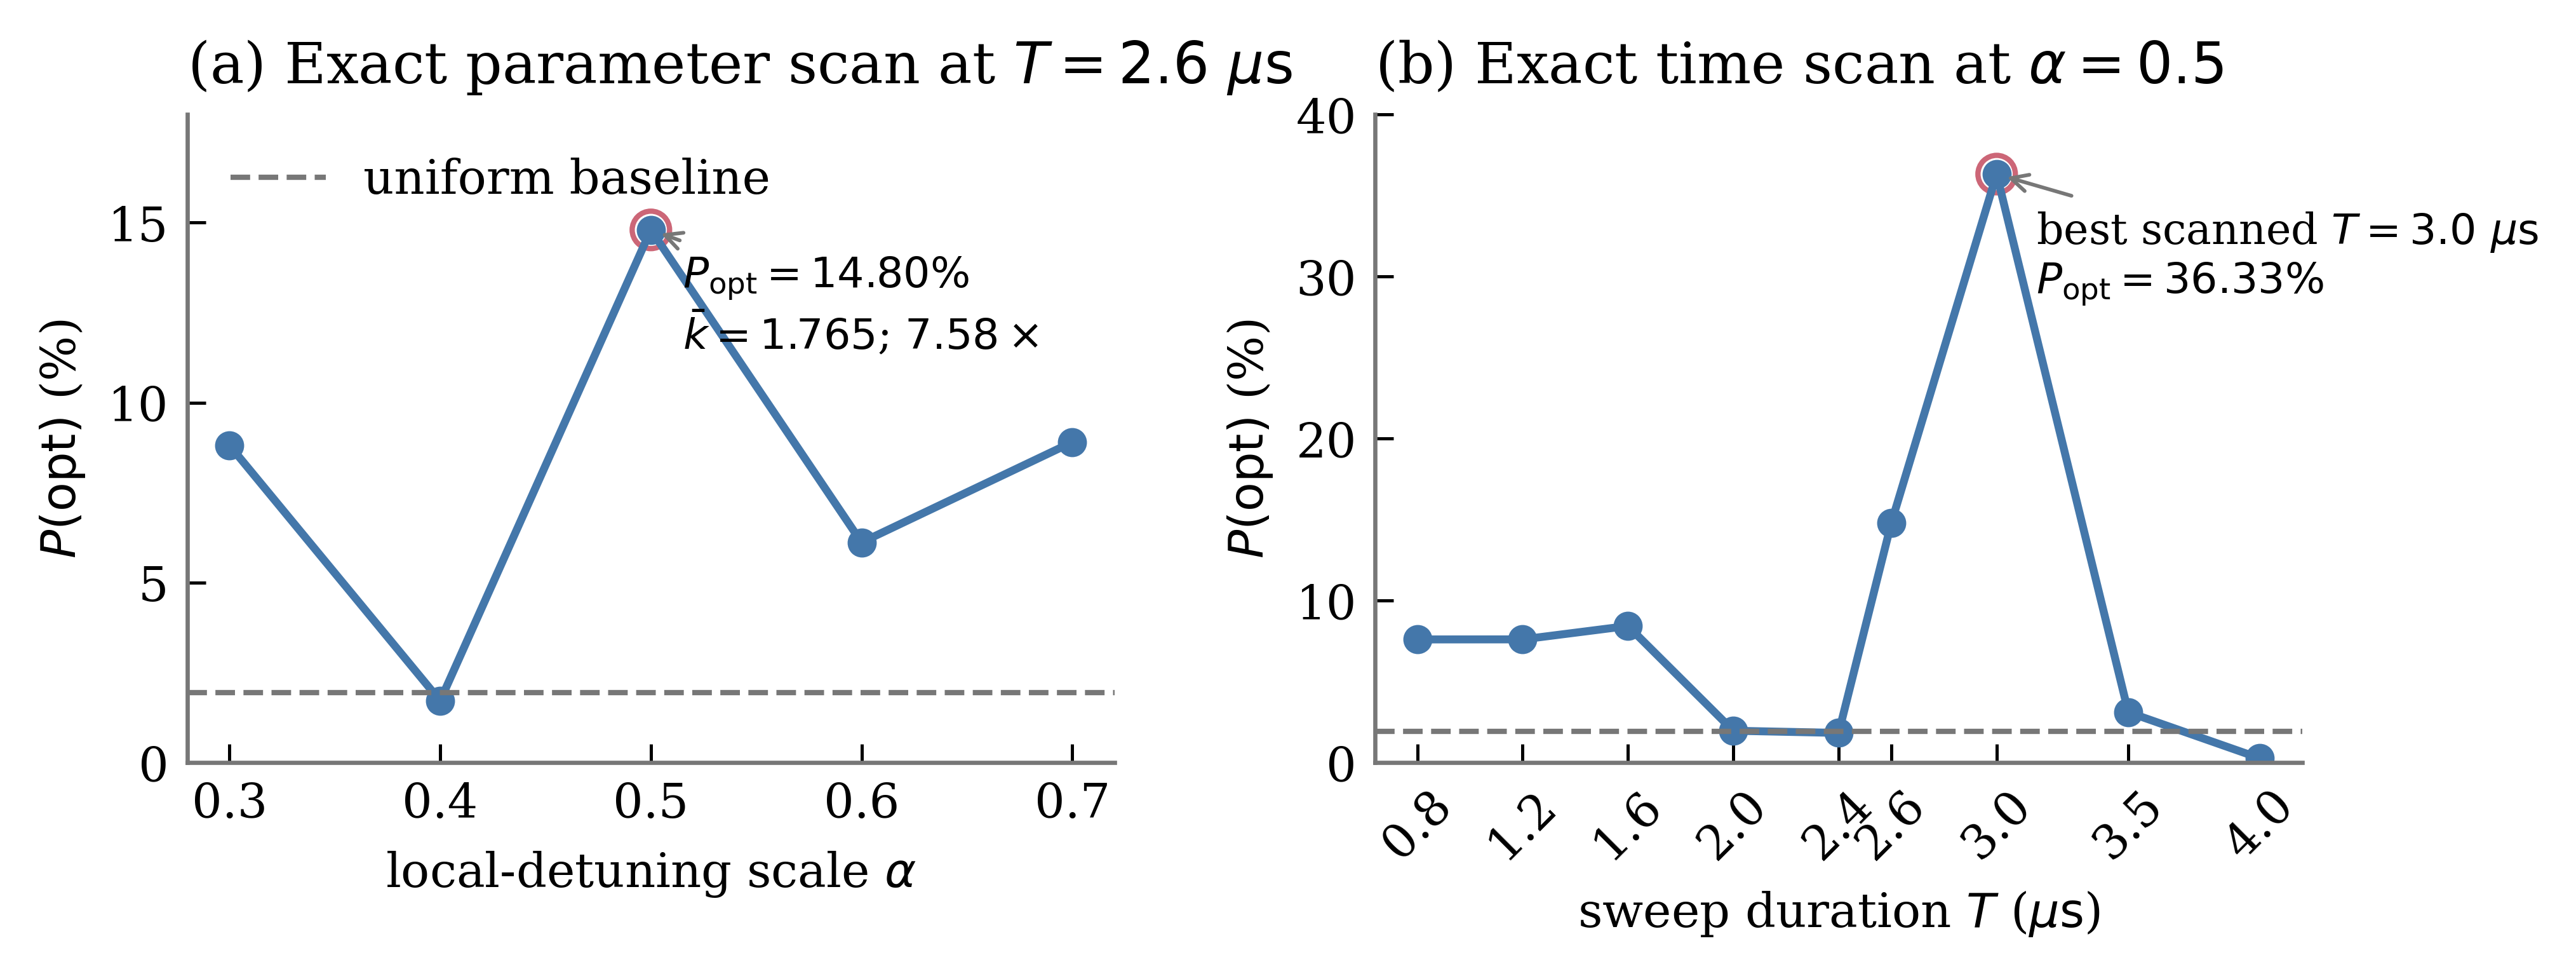 (a) Exact parameter scan at T = 2.6 μs
P(opt) (%)
15
10
5
0
uniform baseline
P_opt = 14.80%
k̄ = 1.765; 7.58 ×
0.3 0.4 0.5 0.6 0.7
local-detuning scale α
(b) Exact time scan at α = 0.5
P(opt) (%)
40
30
20
10
0
best scanned T = 3.0 μs
P_opt = 36.33%
0.8 1.2 1.6 2.0 2.4 2.6 3.0 3.5 4.0
sweep duration T (μs)